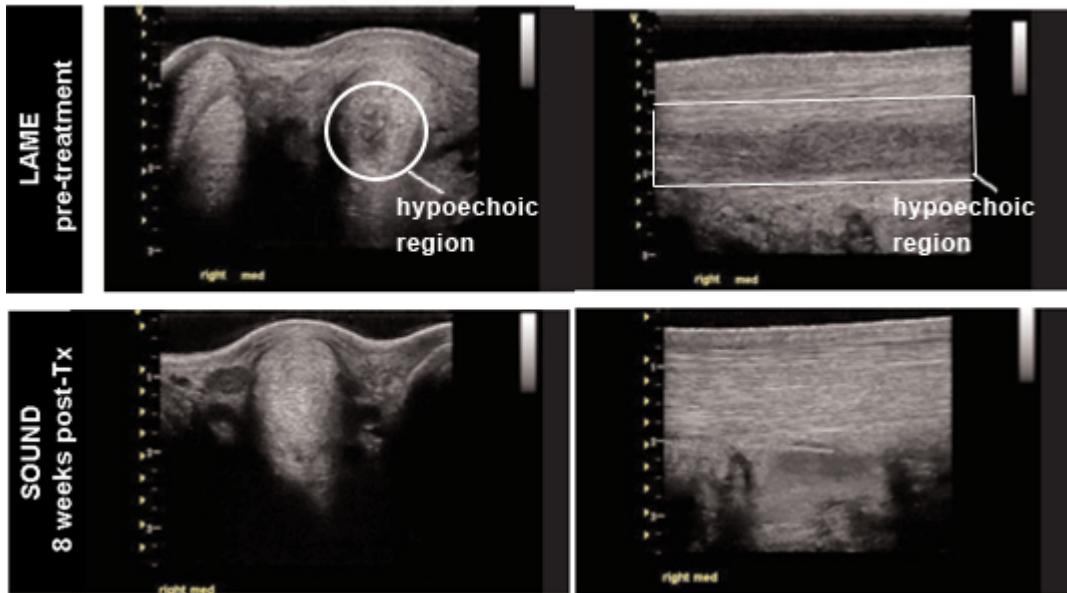 LAME
pre-treatment
hypoechoic
region
right med
hypoechoic
region
right med
SOUND
8 weeks post-Tx
right med
right med